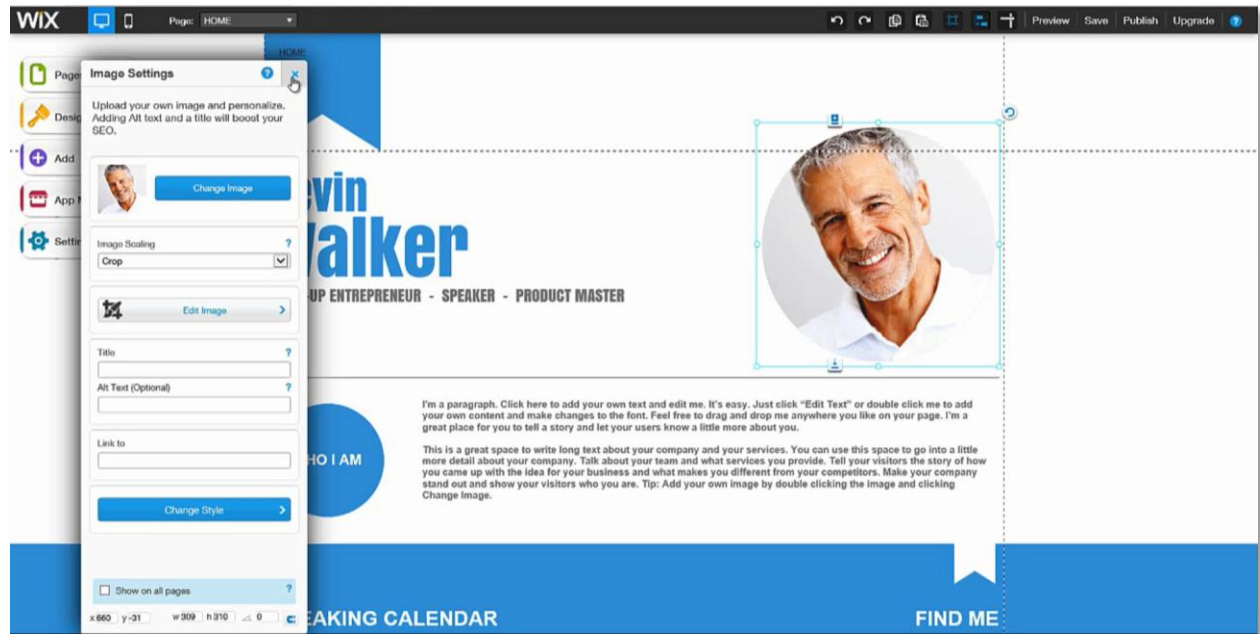 WiX Page: HOME Preview Save Publish Upgrade ?
HOME
Pages
Image Settings ?
Upload your own image and personalize.
Adding Alt text and a title will boost your
SEO.
Desig
Add
App M
Settin
Change Image
Image Scaling ?
Crop
Edit Image
Title ?
Alt Text (Optional) ?
Link to
Change Style
Show on all pages ?
x 660 y -31 w 309 h 310 0
evin
Walker
-UP ENTREPRENEUR - SPEAKER - PRODUCT MASTER
HO I AM
I'm a paragraph. Click here to add your own text and edit me. It's easy. Just click “Edit Text” or double click me to add
your own content and make changes to the font. Feel free to drag and drop me anywhere you like on your page. I'm a
great place for you to tell a story and let your users know a little more about you.
This is a great space to write long text about your company and your services. You can use this space to go into a little
more detail about your company. Talk about your team and what services you provide. Tell your visitors the story of how
you came up with the idea for your business and what makes you different from your competitors. Make your company
stand out and show your visitors who you are. Tip: Add your own image by double clicking the image and clicking
Change Image.
EAKING CALENDAR
FIND ME